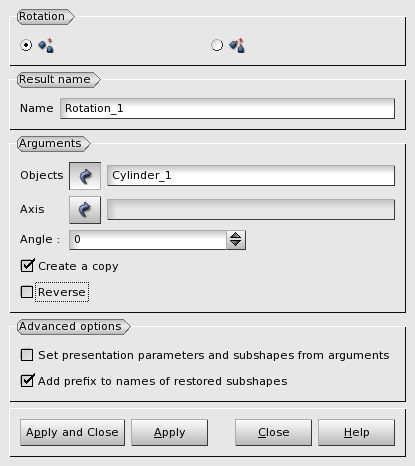 Rotation
Result name
Name Rotation_1
Arguments
Objects Cylinder_1
Axis
Angle : 0
Create a copy
Reverse
Advanced options
Set presentation parameters and subshapes from arguments
Add prefix to names of restored subshapes
Apply and Close Apply Close Help